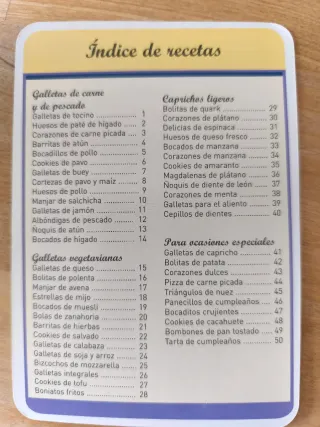 Índice de recetas
Galletas de carne
y de pescado
Galletas de tocino ................ 1
Huesos de paté de hígado ...... 2
Corazones de carne picada .... 3
Barritas de atún .................. 4
Bocadillos de pollo ............... 5
Cookies de pavo .................. 6
Galletas de buey .................. 7
Cortezas de pavo y maíz ........ 8
Huesos de pollo ................... 9
Manjar de salchicha .............. 10
Galletas de jamón ................ 11
Albóndigas de pescado .......... 12
Ñoquis de atún .................... 13
Bocados de hígado ............... 14
Galletas vegetarianas
Galletas de queso ................ 15
Bolitas de polenta ................ 16
Manjar de avena .................. 17
Estrellas de mijo .................. 18
Bocados de muesli ............... 19
Bolas de zanahoria ............... 20
Barritas de hierbas ............... 21
Cookies de salvado ............... 22
Galletas de calabaza ............. 23
Galletas de soja y arroz ......... 24
Bizcochos de mozzarella ........ 25
Galletas integrales ............... 26
Cookies de tofu ................... 27
Boniatos fritos .................... 28
Caprichos ligeros
Bolitas de quark .................. 29
Corazones de plátano ............ 30
Delicias de espinaca ............. 31
Huesos de queso fresco ......... 32
Bocados de manzana ............ 33
Corazones de manzana .......... 34
Cookies de amaranto ............ 35
Magdalenas de plátano .......... 36
Ñoquis de diente de león ........ 37
Corazones de menta ............. 38
Galletas para el aliento .......... 39
Cepillos de dientes ............... 40
Para ocasiones especiales
Galletas de capricho ............. 41
Bolitas de patata .................. 42
Corazones dulces ................. 43
Pizza de carne picada ............ 44
Triángulos de nuez ............... 45
Panecillos de cumpleaños ...... 46
Bocaditos crujientes .............. 47
Cookies de cacahuete ............ 48
Bombones de pan tostado ...... 49
Tarta de cumpleaños ............. 50